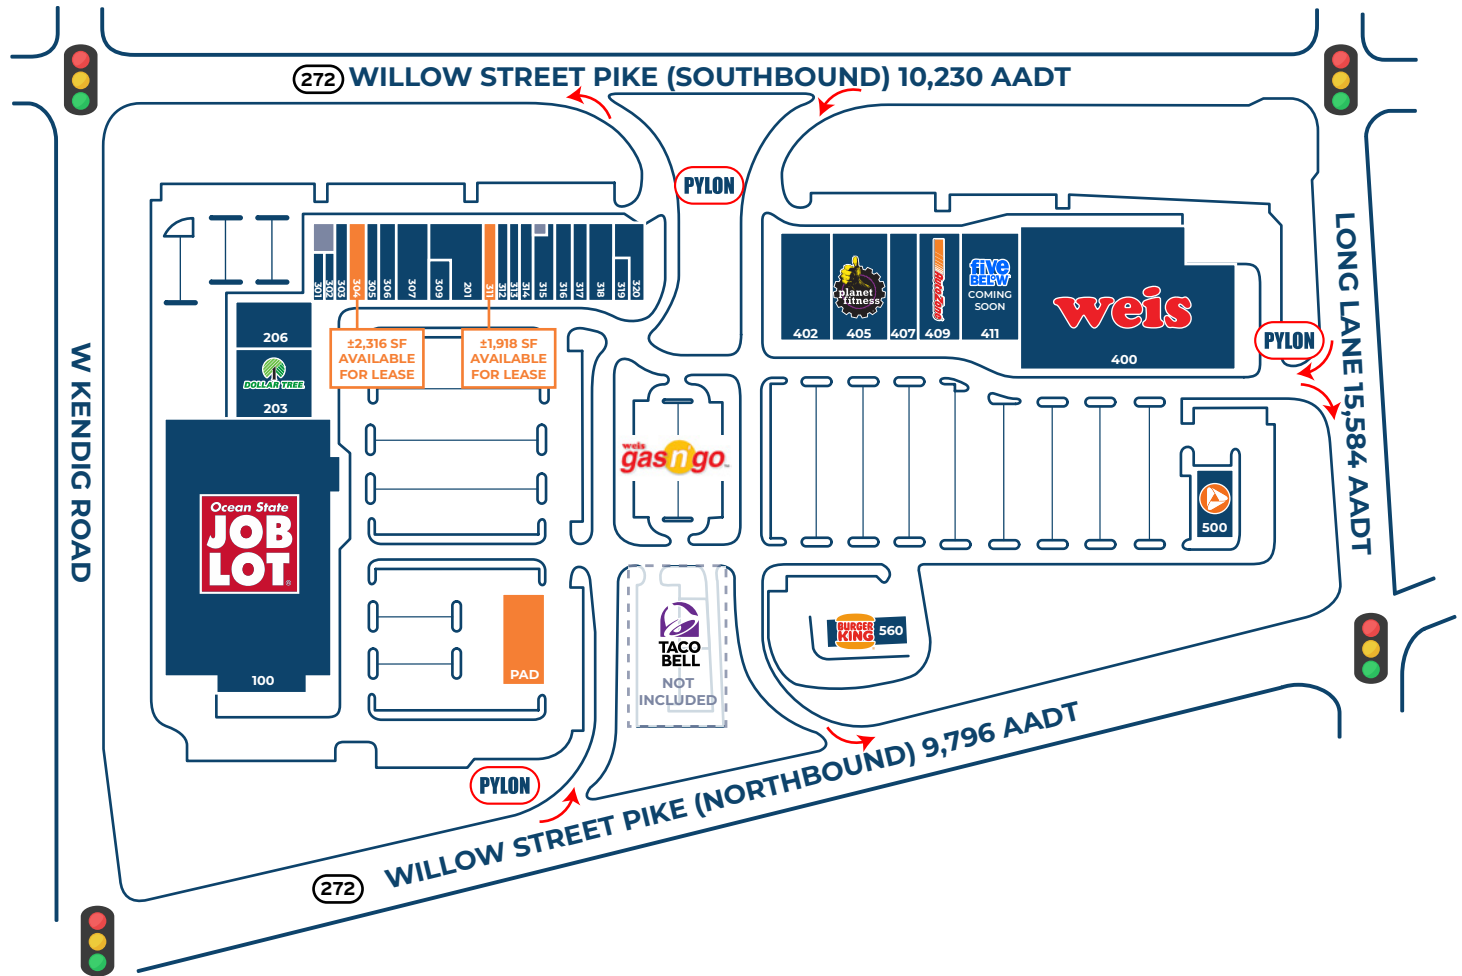 272 WILLOW STREET PIKE (SOUTHBOUND) 10,230 AADT
PYLON
LONG LANE 15,584 AADT
W KENDIG ROAD
301
302
303
304
305
306
307
309
201
311
312
313
314
315
316
317
318
319
320
±2,316 SF
AVAILABLE
FOR LEASE
±1,918 SF
AVAILABLE
FOR LEASE
206
DOLLAR TREE
203
402
planet
fitness
405
407
AutoZone
409
five
BELOW
COMING
SOON
411
weis
400
PYLON
weis
gas n' go
Ocean State
JOB
LOT
100
500
PAD
TACO
BELL
NOT
INCLUDED
BURGER
KING
560
PYLON
272 WILLOW STREET PIKE (NORTHBOUND) 9,796 AADT